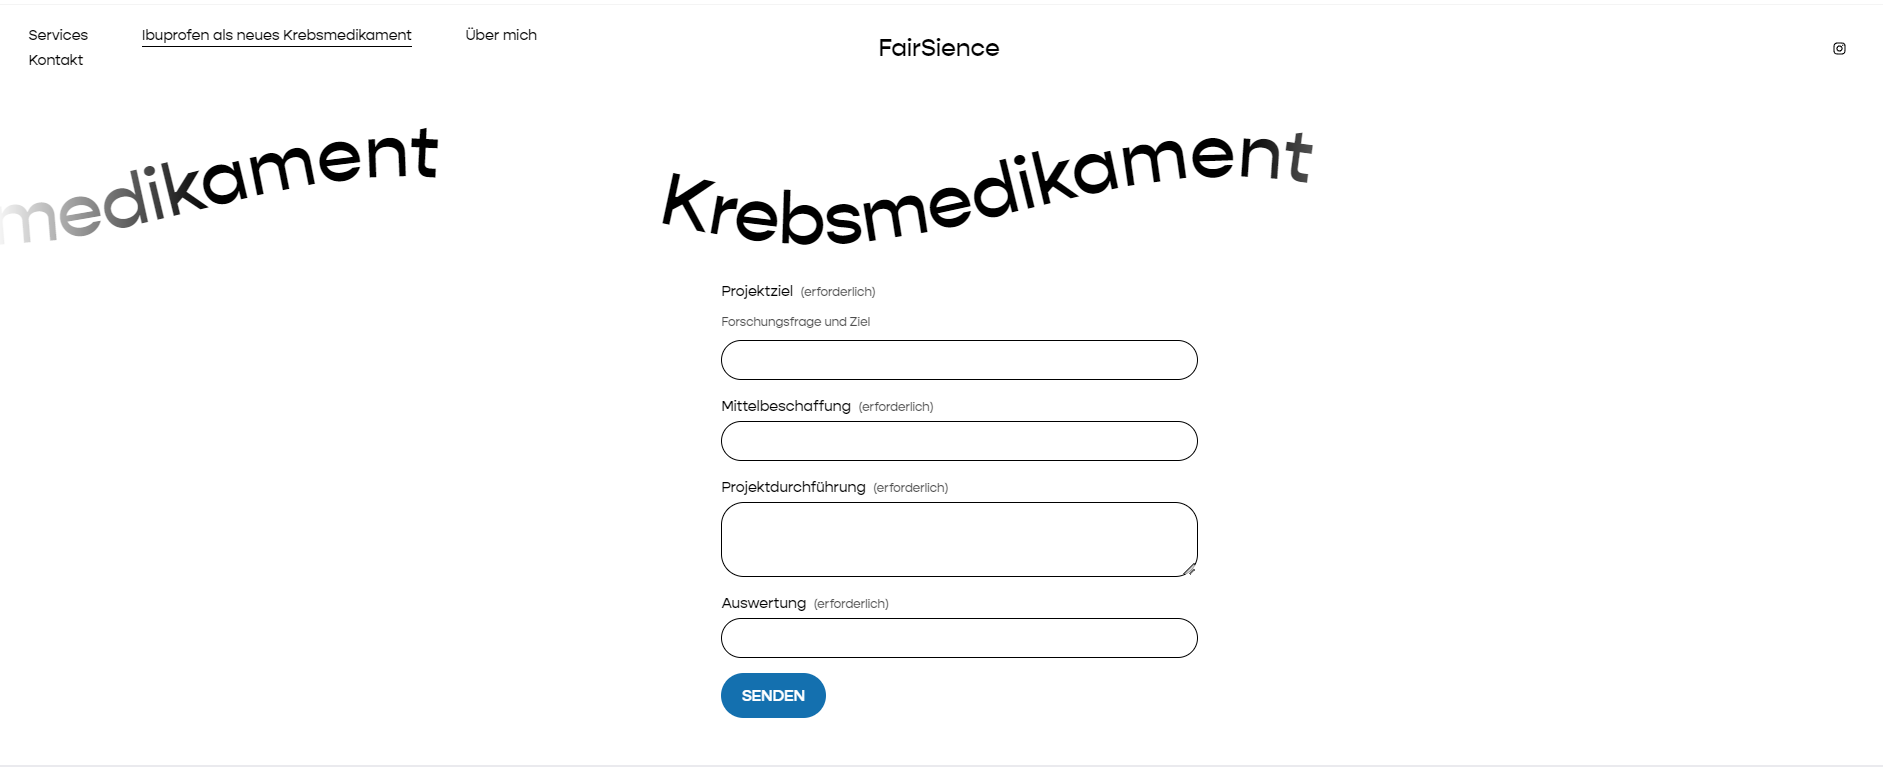 Services
Ibuprofen als neues Krebsmedikament
Über mich
Kontakt
FairSience
medikament
Krebsmedikament
Projektziel (erforderlich)
Forschungsfrage und Ziel
Mittelbeschaffung (erforderlich)
Projektdurchführung (erforderlich)
Auswertung (erforderlich)
SENDEN